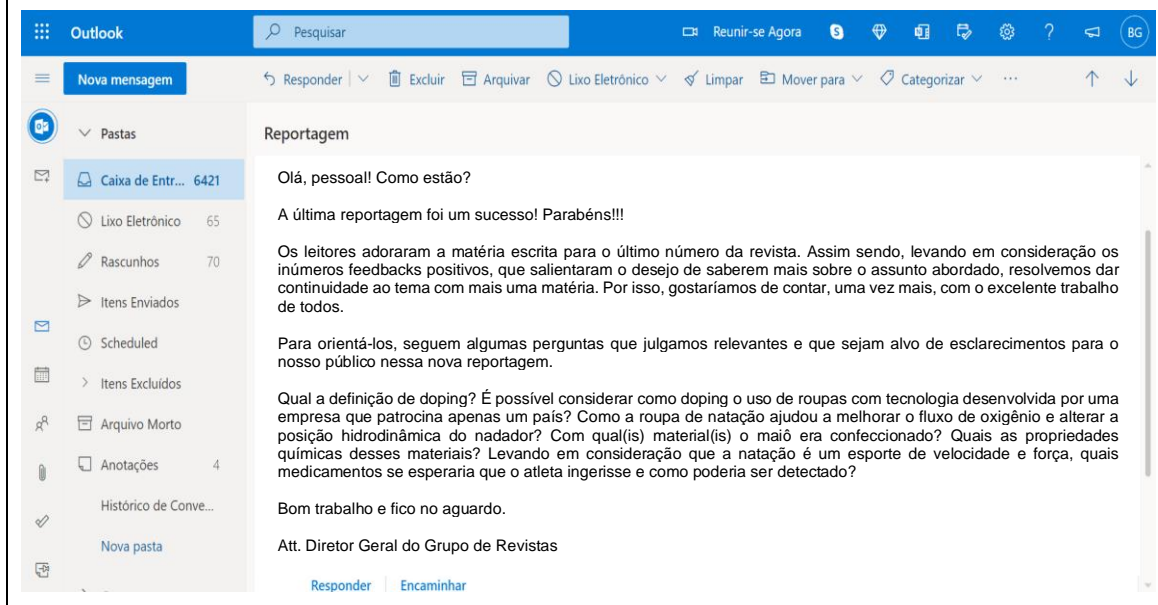 Outlook
Pesquisar
Reunir-se Agora
BG
Nova mensagem
Responder
Excluir
Arquivar
Lixo Eletrônico
Limpar
Mover para
Categorizar
Pastas
Caixa de Entr... 6421
Lixo Eletrônico 65
Rascunhos 70
Itens Enviados
Scheduled
Itens Excluídos
Arquivo Morto
Anotações 4
Histórico de Conve...
Nova pasta
Reportagem
Olá, pessoal! Como estão?
A última reportagem foi um sucesso! Parabéns!!!
Os leitores adoraram a matéria escrita para o último número da revista. Assim sendo, levando em consideração os
inúmeros feedbacks positivos, que salientaram o desejo de saberem mais sobre o assunto abordado, resolvemos dar
continuidade ao tema com mais uma matéria. Por isso, gostaríamos de contar, uma vez mais, com o excelente trabalho
de todos.
Para orientá-los, seguem algumas perguntas que julgamos relevantes e que sejam alvo de esclarecimentos para o
nosso público nessa nova reportagem.
Qual a definição de doping? É possível considerar como doping o uso de roupas com tecnologia desenvolvida por uma
empresa que patrocina apenas um país? Como a roupa de natação ajudou a melhorar o fluxo de oxigênio e alterar a
posição hidrodinâmica do nadador? Com qual(is) material(is) o maiô era confeccionado? Quais as propriedades
químicas desses materiais? Levando em consideração que a natação é um esporte de velocidade e força, quais
medicamentos se esperaria que o atleta ingerisse e como poderia ser detectado?
Bom trabalho e fico no aguardo.
Att. Diretor Geral do Grupo de Revistas
Responder
Encaminhar